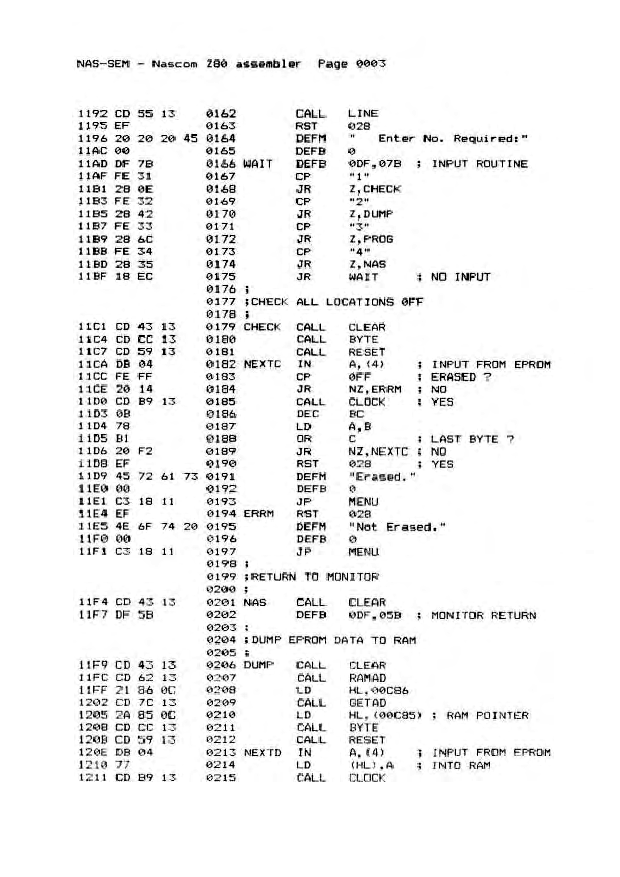 NAS-SEM - Nascom Z80 assembler Page 0003
1192 CD 55 13 0162 CALL LINE
1195 EF 0163 RST 028
1196 20 20 20 45 0164 DEFM " Enter No. Required:"
11AC 00 0165 DEFB 0
11AD DF 7B 0166 WAIT DEFB 0DF,07B ; INPUT ROUTINE
11AF FE 31 0167 CP "1"
11B1 28 0E 0168 JR Z,CHECK
11B3 FE 32 0169 CP "2"
11B5 28 42 0170 JR Z,DUMP
11B7 FE 33 0171 CP "3"
11B9 28 6C 0172 JR Z,PROG
11BB FE 34 0173 CP "4"
11BD 28 35 0174 JR Z,NAS
11BF 18 EC 0175 JR WAIT ; NO INPUT
0176 ;
0177 ;CHECK ALL LOCATIONS 0FF
0178 ;
11C1 CD 43 13 0179 CHECK CALL CLEAR
11C4 CD CC 13 0180 CALL BYTE
11C7 CD 59 13 0181 CALL RESET
11CA DB 04 0182 NEXTC IN A,(4) ; INPUT FROM EPROM
11CC FE FF 0183 CP 0FF ; ERASED ?
11CE 20 14 0184 JR NZ,ERRM ; NO
11D0 CD B9 13 0185 CALL CLOCK ; YES
11D3 0B 0186 DEC BC
11D4 78 0187 LD A,B
11D5 B1 0188 OR C ; LAST BYTE ?
11D6 20 F2 0189 JR NZ,NEXTC ; NO
11D8 EF 0190 RST 028 ; YES
11D9 45 72 61 73 0191 DEFM "Erased."
11E0 00 0192 DEFB 0
11E1 C3 18 11 0193 JP MENU
11E4 EF 0194 ERRM RST 028
11E5 4E 6F 74 20 0195 DEFM "Not Erased."
11F0 00 0196 DEFB 0
11F1 C3 18 11 0197 JP MENU
0198 ;
0199 ;RETURN TO MONITOR
0200 ;
11F4 CD 43 13 0201 NAS CALL CLEAR
11F7 DF 5B 0202 DEFB 0DF,05B ; MONITOR RETURN
0203 ;
0204 ;DUMP EPROM DATA TO RAM
0205 ;
11F9 CD 43 13 0206 DUMP CALL CLEAR
11FC CD 62 13 0207 CALL RAMAD
11FF 21 86 0C 0208 LD HL,00C86
1202 CD 7C 13 0209 CALL GETAD
1205 2A 85 0C 0210 LD HL,(00C85) ; RAM POINTER
1208 CD CC 13 0211 CALL BYTE
120B CD 59 13 0212 CALL RESET
120E DB 04 0213 NEXTD IN A,(4) ; INPUT FROM EPROM
1210 77 0214 LD (HL),A ; INTO RAM
1211 CD B9 13 0215 CALL CLOCK